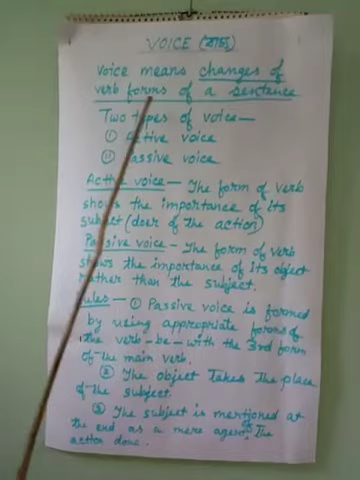 VOICE (বাচ্য)
Voice means changes of
verb forms of a sentence
Two types of voice—
① Active voice
② Passive voice
Active voice — The form of verb
shows the importance of its
subject (doer of the action)
Passive voice - The form of verb
shows the importance of its object
rather than the subject.
Rules — ① Passive voice is formed
by using appropriate forms of
the verb - be - with the 3rd form
of the main verb.
② The object takes the place
of the subject.
③ The subject is mentioned at
the end as a mere agent of the
action done.